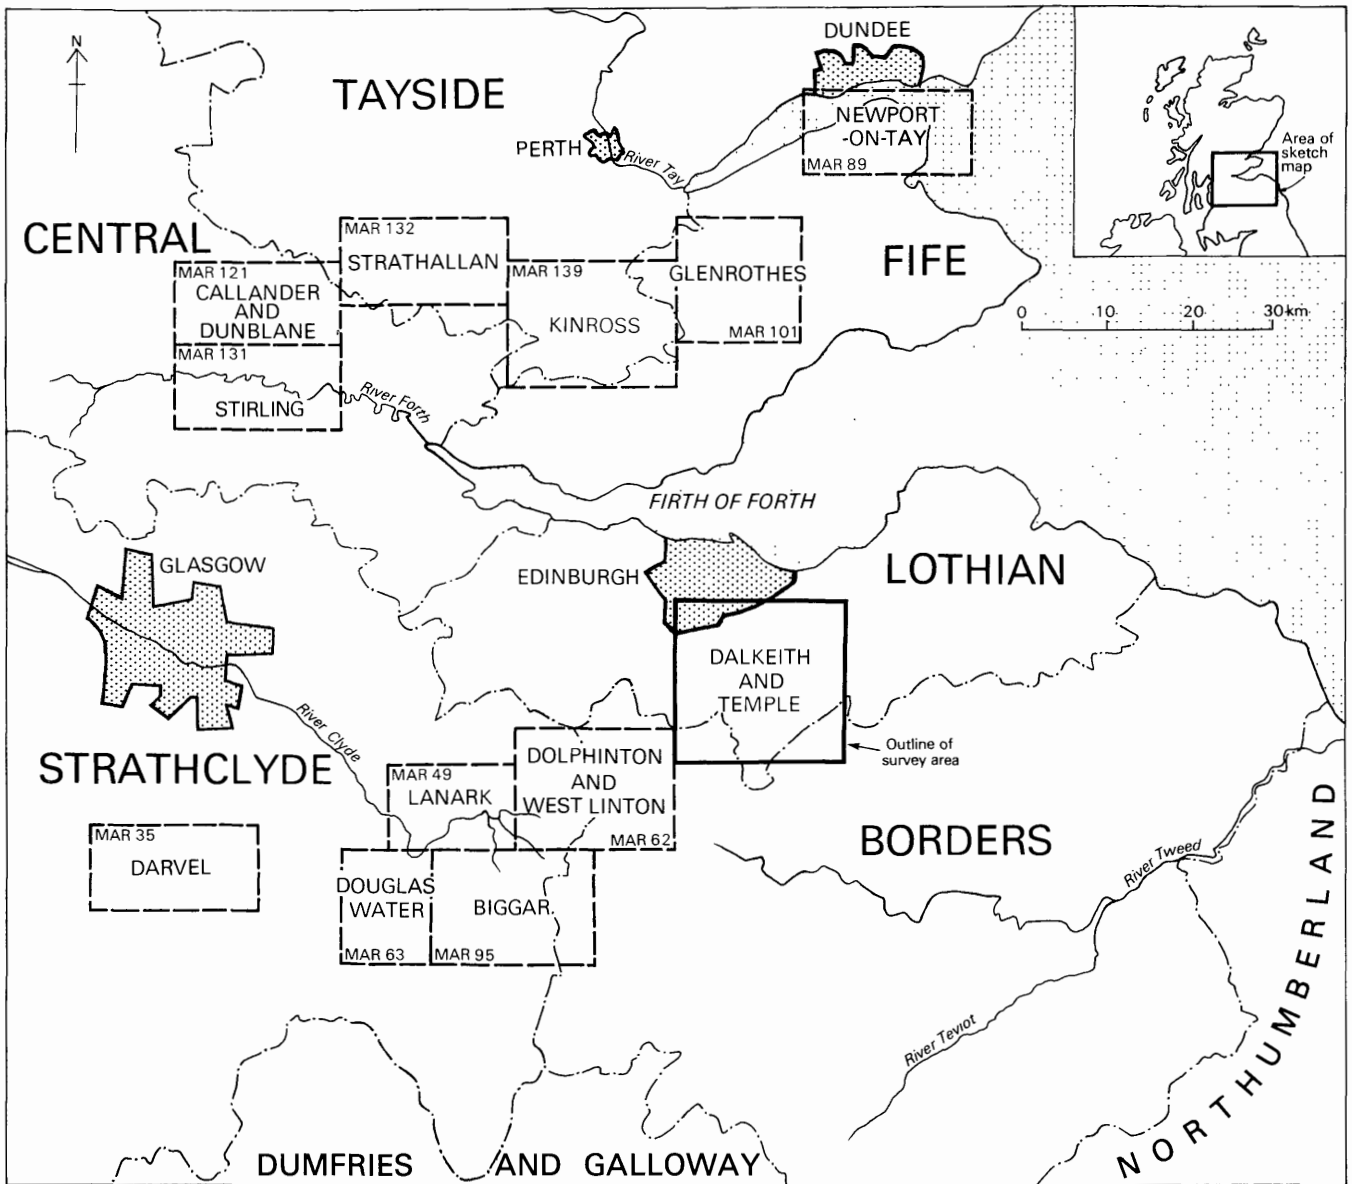 N
TAYSIDE
DUNDEE
NEWPORT
-ON-TAY
MAR 89
PERTH
River Tay
Area of
sketch
map
CENTRAL
MAR 132
STRATHALLAN
MAR 121
CALLANDER
AND
DUNBLANE
MAR 139
KINROSS
GLENROTHES
MAR 101
FIFE
0 10 20 30 km
MAR 131
STIRLING
River Forth
FIRTH OF FORTH
GLASGOW
EDINBURGH
LOTHIAN
DALKEITH
AND
TEMPLE
Outline of
survey area
River Clyde
STRATHCLYDE
MAR 49
LANARK
DOLPHINTON
AND
WEST LINTON
MAR 62
MAR 35
DARVEL
DOUGLAS
WATER
MAR 63
BIGGAR
MAR 95
BORDERS
River Tweed
River Teviot
NORTHUMBERLAND
DUMFRIES AND GALLOWAY